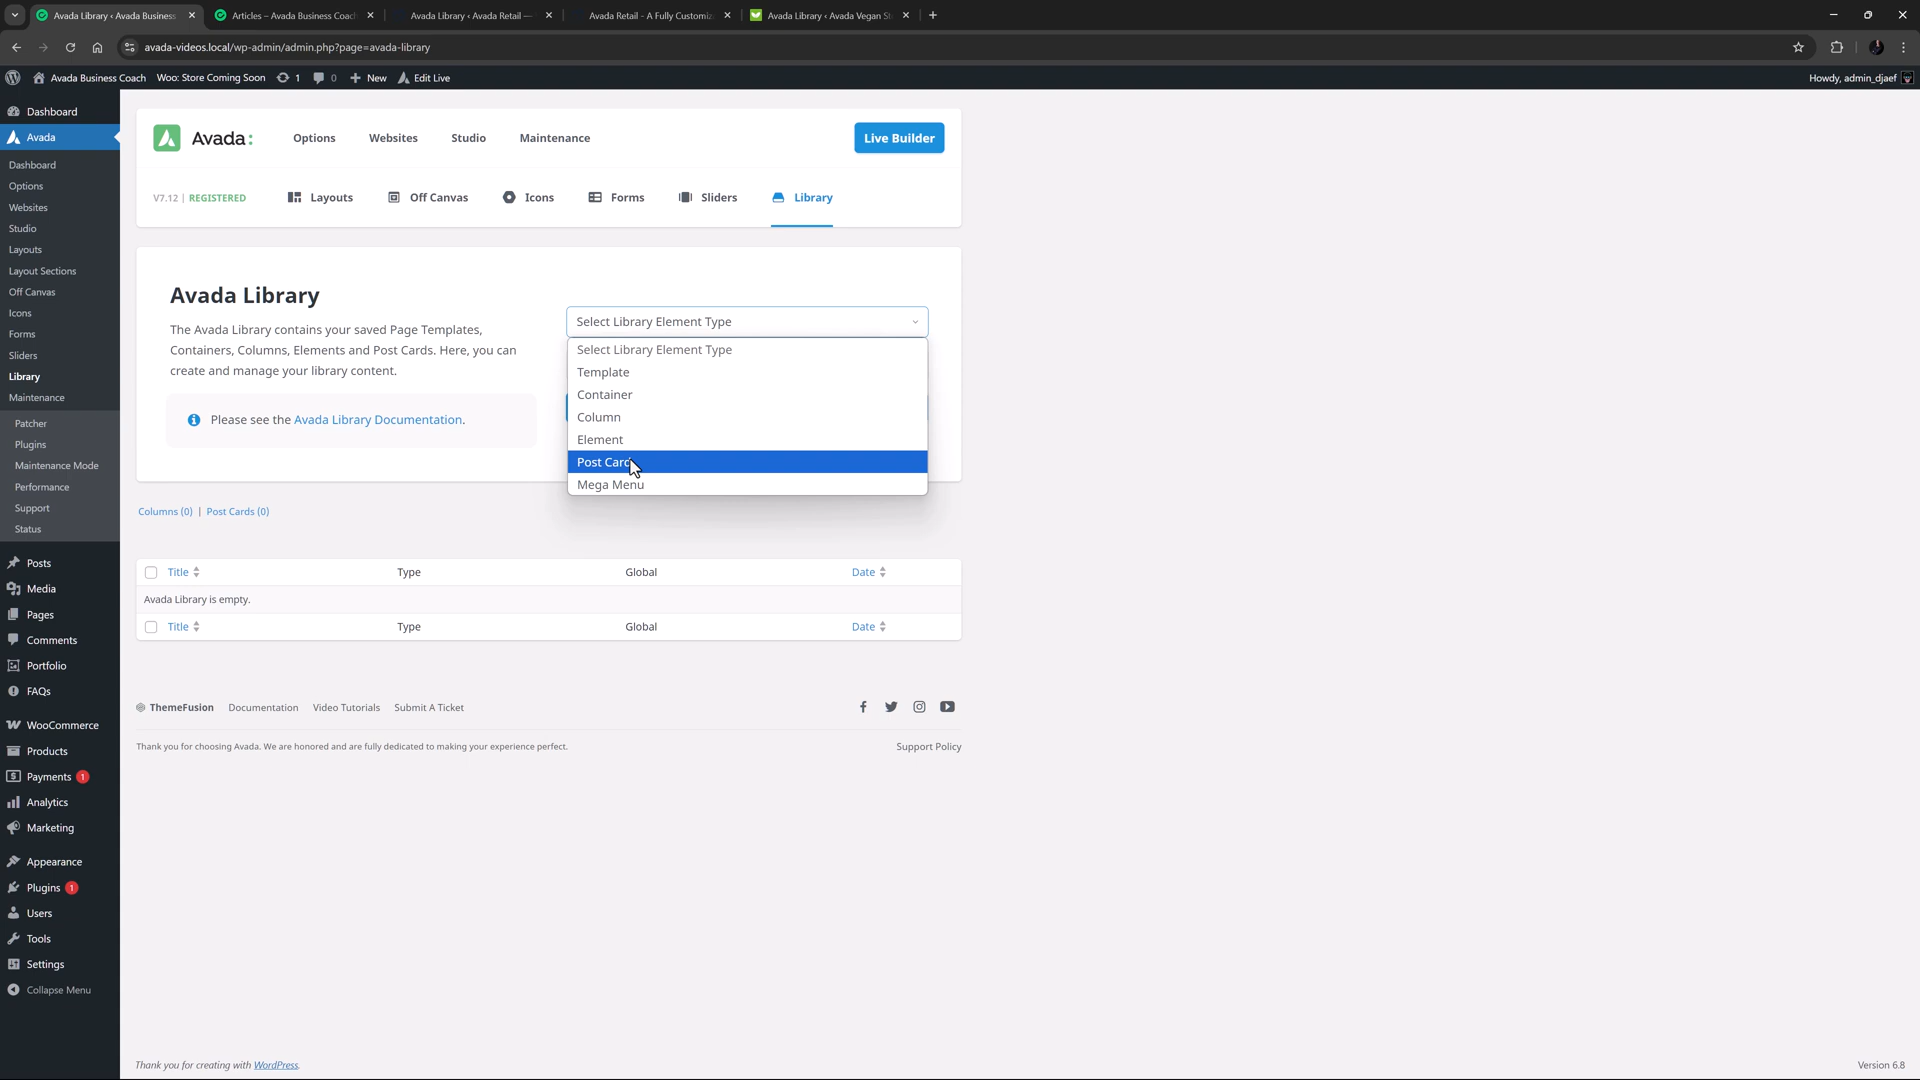 Avada Library ‹ Avada Business
Articles – Avada Business Coac
Avada Library ‹ Avada Retail —
Avada Retail - A Fully Customiz
Avada Library ‹ Avada Vegan St
avada-videos.local/wp-admin/admin.php?page=avada-library
Avada Business Coach
Woo: Store Coming Soon
1
0
New
Edit Live
Howdy, admin_djaef
Dashboard
Avada
Dashboard
Options
Websites
Studio
Layouts
Layout Sections
Off Canvas
Icons
Forms
Sliders
Library
Maintenance
Patcher
Plugins
Maintenance Mode
Performance
Support
Status
Posts
Media
Pages
Comments
Portfolio
FAQs
WooCommerce
Products
Payments 1
Analytics
Marketing
Appearance
Plugins 1
Users
Tools
Settings
Collapse Menu
Avada:
Options
Websites
Studio
Maintenance
Live Builder
V7.12 | REGISTERED
Layouts
Off Canvas
Icons
Forms
Sliders
Library
Avada Library
The Avada Library contains your saved Page Templates,
Containers, Columns, Elements and Post Cards. Here, you can
create and manage your library content.
Please see the Avada Library Documentation.
Select Library Element Type
Select Library Element Type
Template
Container
Column
Element
Post Card
Mega Menu
Columns (0) | Post Cards (0)
Title Type Global Date
Avada Library is empty.
Title Type Global Date
ThemeFusion Documentation Video Tutorials Submit A Ticket
Thank you for choosing Avada. We are honored and are fully dedicated to making your experience perfect.
Support Policy
Thank you for creating with WordPress.
Version 6.8